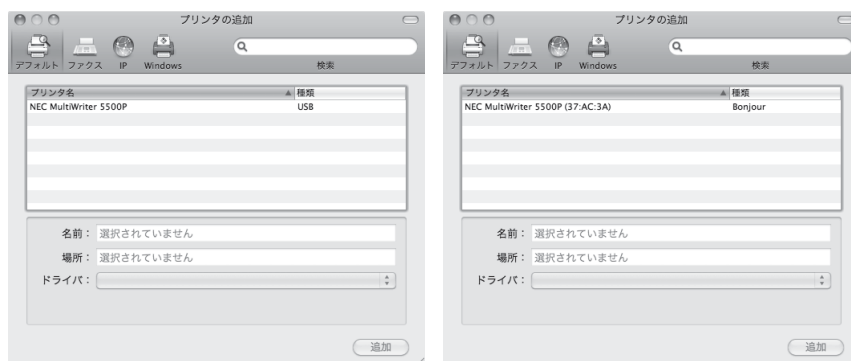 プリンタの追加
デフォルト ファクス IP Windows 検索
プリンタ名 種類
NEC MultiWriter 5500P USB
名前： 選択されていません
場所： 選択されていません
ドライバ：
追加
プリンタの追加
デフォルト ファクス IP Windows 検索
プリンタ名 種類
NEC MultiWriter 5500P (37:AC:3A) Bonjour
名前： 選択されていません
場所： 選択されていません
ドライバ：
追加